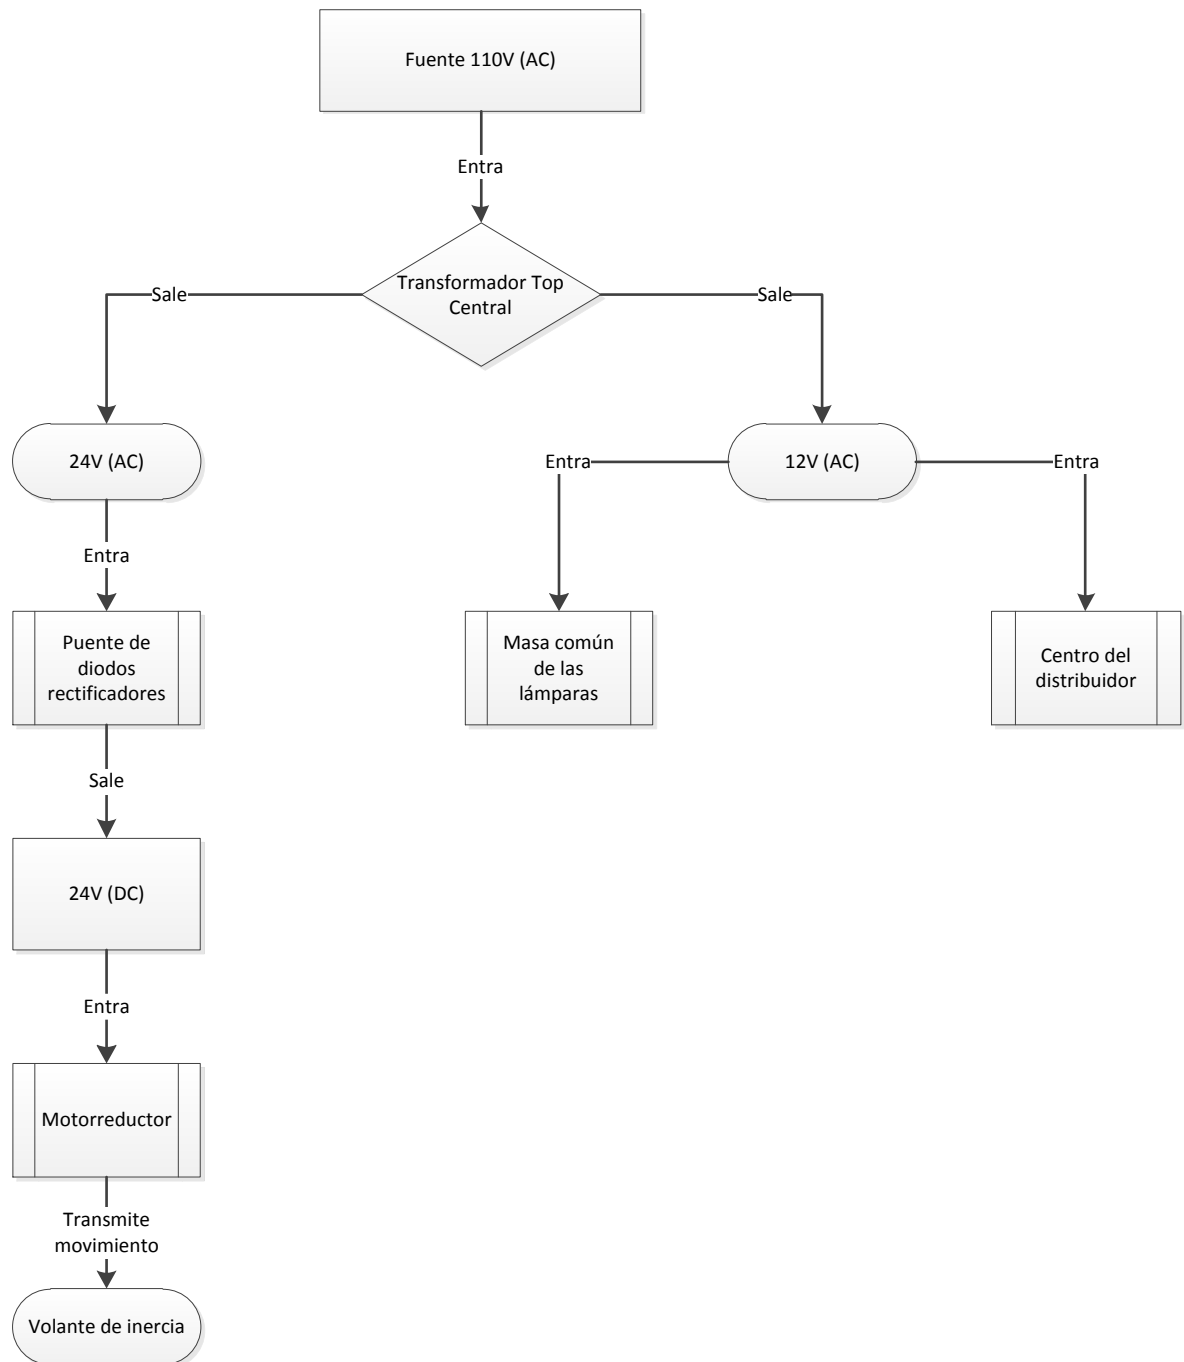 Fuente 110V (AC)
Entra
Transformador Top
Central
Sale
Sale
24V (AC)
12V (AC)
Entra
Entra
Entra
Puente de
diodos
rectificadores
Masa común
de las
lámparas
Centro del
distribuidor
Sale
24V (DC)
Entra
Motorreductor
Transmite
movimiento
Volante de inercia